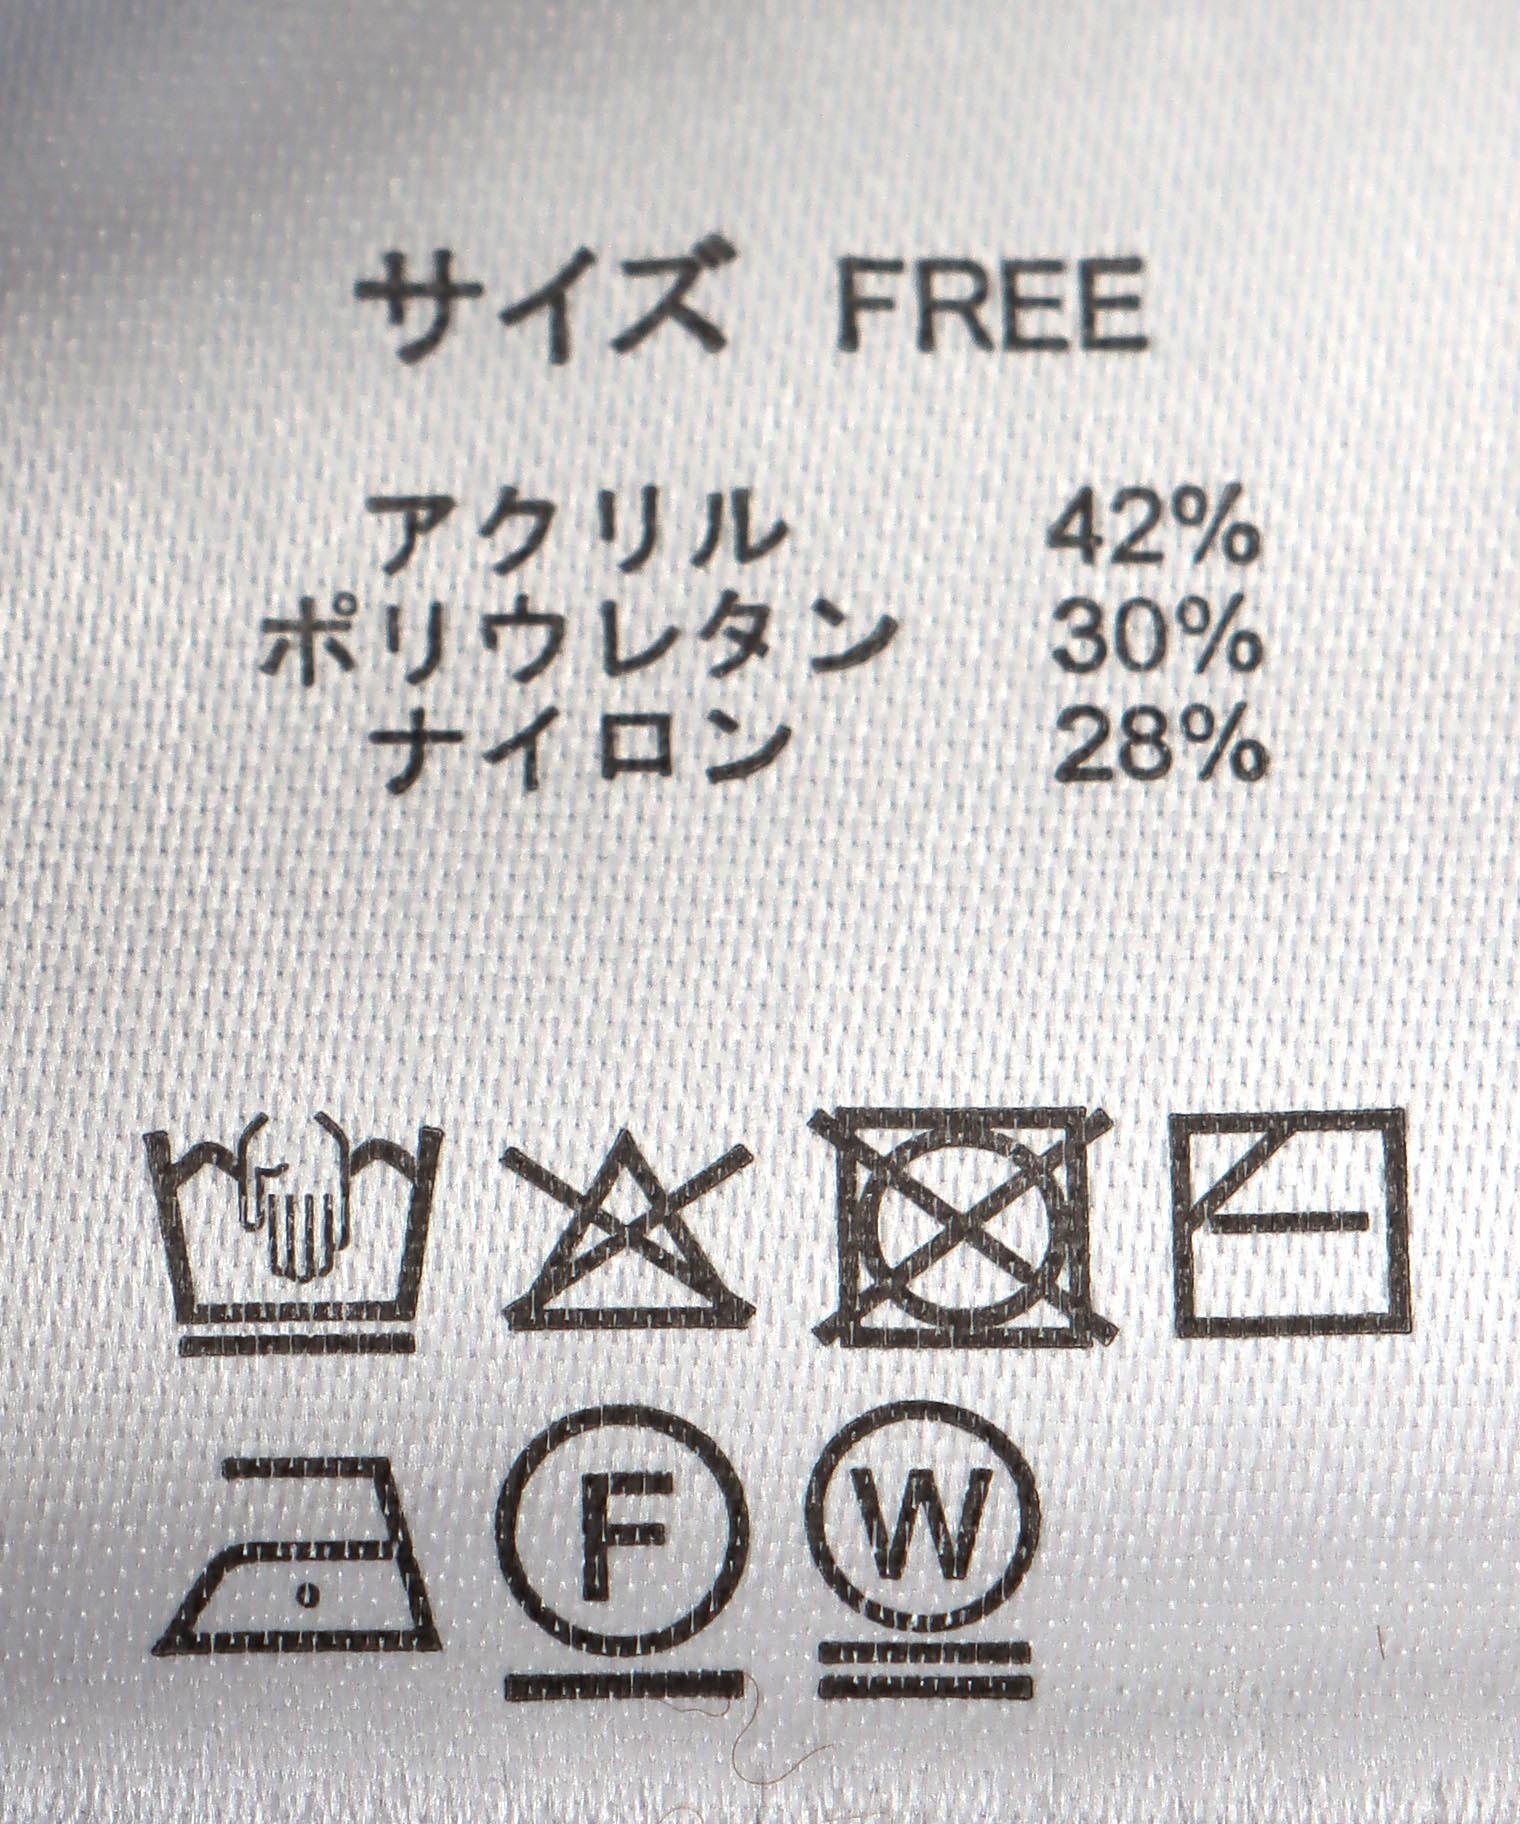 サイズ FREE
アクリル 42%
ポリウレタン 30%
ナイロン 28%
F W